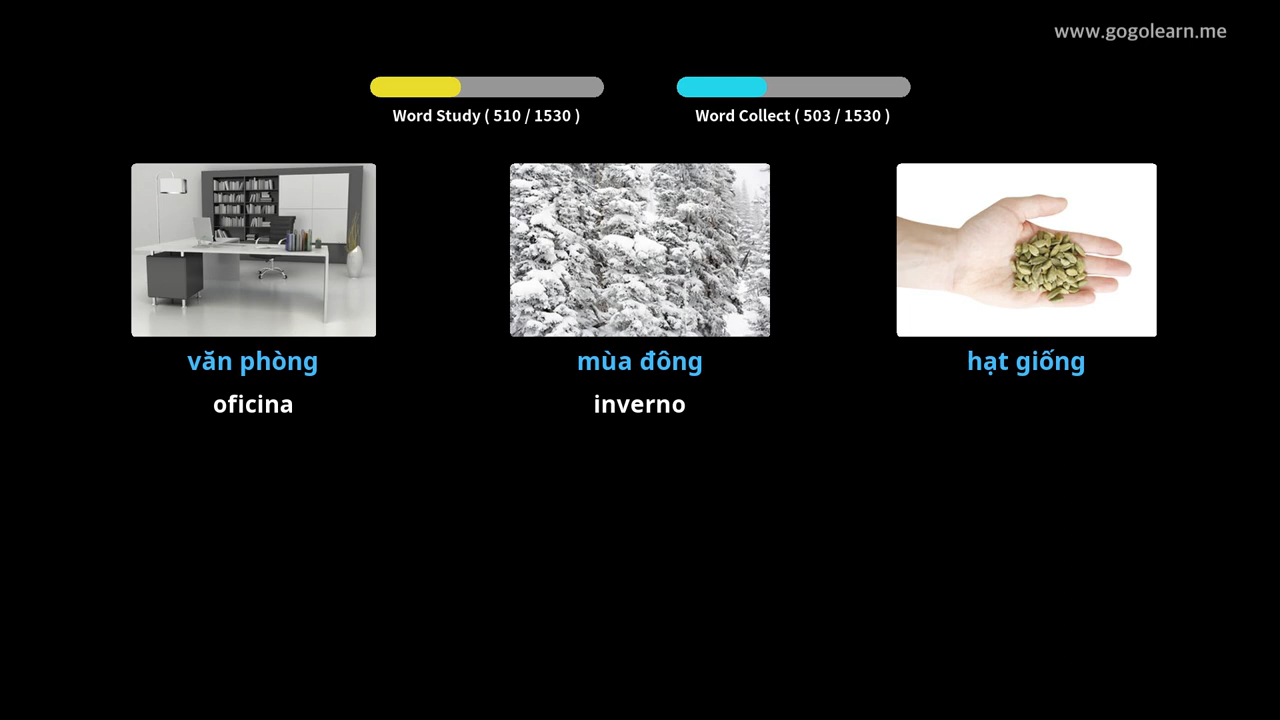 www.gogolearn.me
Word Study ( 510 / 1530 )
Word Collect ( 503 / 1530 )
văn phòng
mùa đông
hạt giống
oficina
inverno